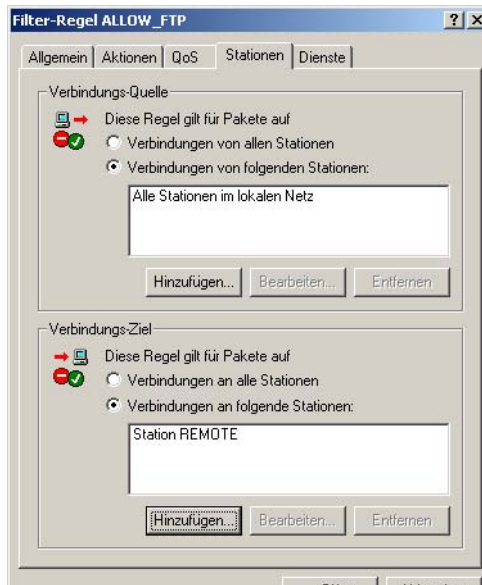 Filter-Regel ALLOW_FTP
Allgemein Aktionen QoS Stationen Dienste
Verbindungs-Quelle
Diese Regel gilt für Pakete auf
Verbindungen von allen Stationen
Verbindungen von folgenden Stationen:
Alle Stationen im lokalen Netz
Hinzufügen... Bearbeiten... Entfernen
Verbindungs-Ziel
Diese Regel gilt für Pakete auf
Verbindungen an alle Stationen
Verbindungen an folgende Stationen:
Station REMOTE
Hinzufügen... Bearbeiten... Entfernen